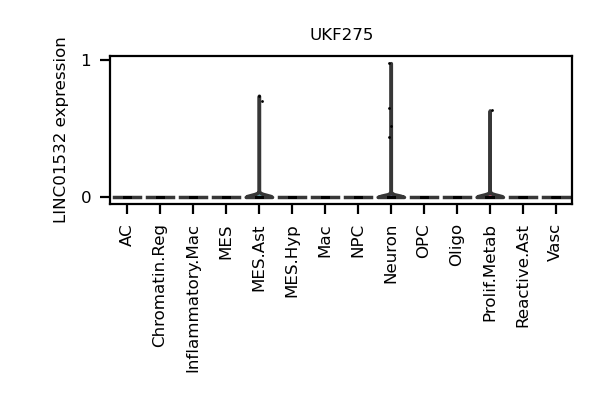 UKF275
LINC01532 expression
1
0
AC
Chromatin.Reg
Inflammatory.Mac
MES
MES.Ast
MES.Hyp
Mac
NPC
Neuron
OPC
Oligo
Prolif.Metab
Reactive.Ast
Vasc